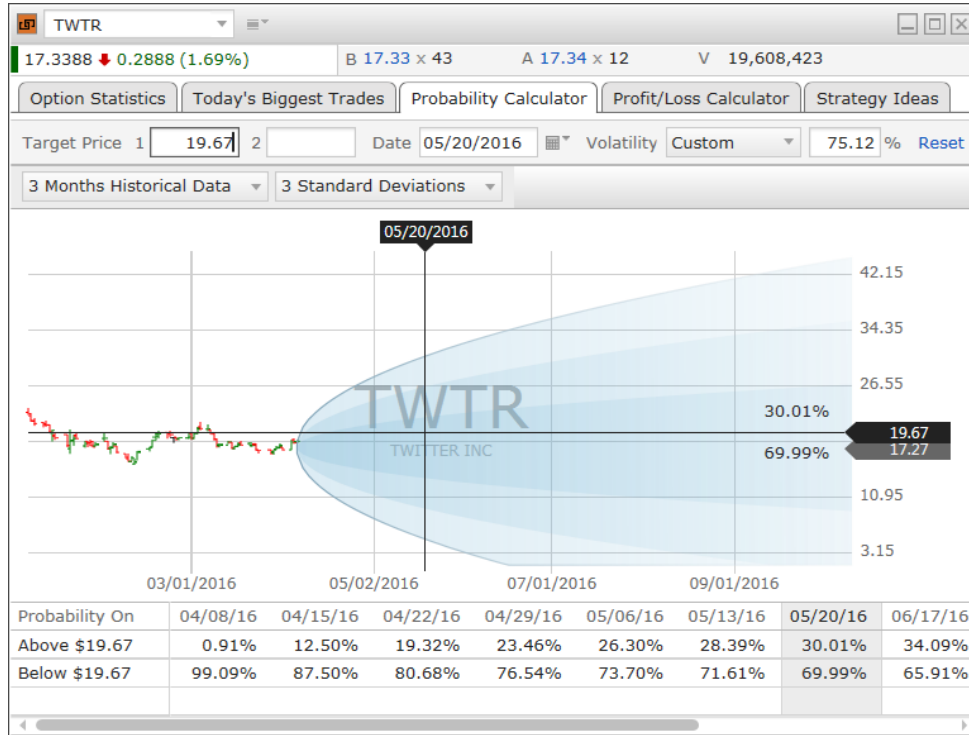 TWTR
17.3388 0.2888 (1.69%) B 17.33 x 43 A 17.34 x 12 V 19,608,423
Option Statistics Today's Biggest Trades Probability Calculator Profit/Loss Calculator Strategy Ideas
Target Price 1 19.67 2 Date 05/20/2016 Volatility Custom 75.12 % Reset
3 Months Historical Data 3 Standard Deviations
05/20/2016
42.15
34.35
26.55
TWTR
30.01%
19.67
TWITTER INC 69.99% 17.27
10.95
3.15
03/01/2016 05/02/2016 07/01/2016 09/01/2016
Probability On 04/08/16 04/15/16 04/22/16 04/29/16 05/06/16 05/13/16 05/20/16 06/17/16
Above $19.67 0.91% 12.50% 19.32% 23.46% 26.30% 28.39% 30.01% 34.09%
Below $19.67 99.09% 87.50% 80.68% 76.54% 73.70% 71.61% 69.99% 65.91%